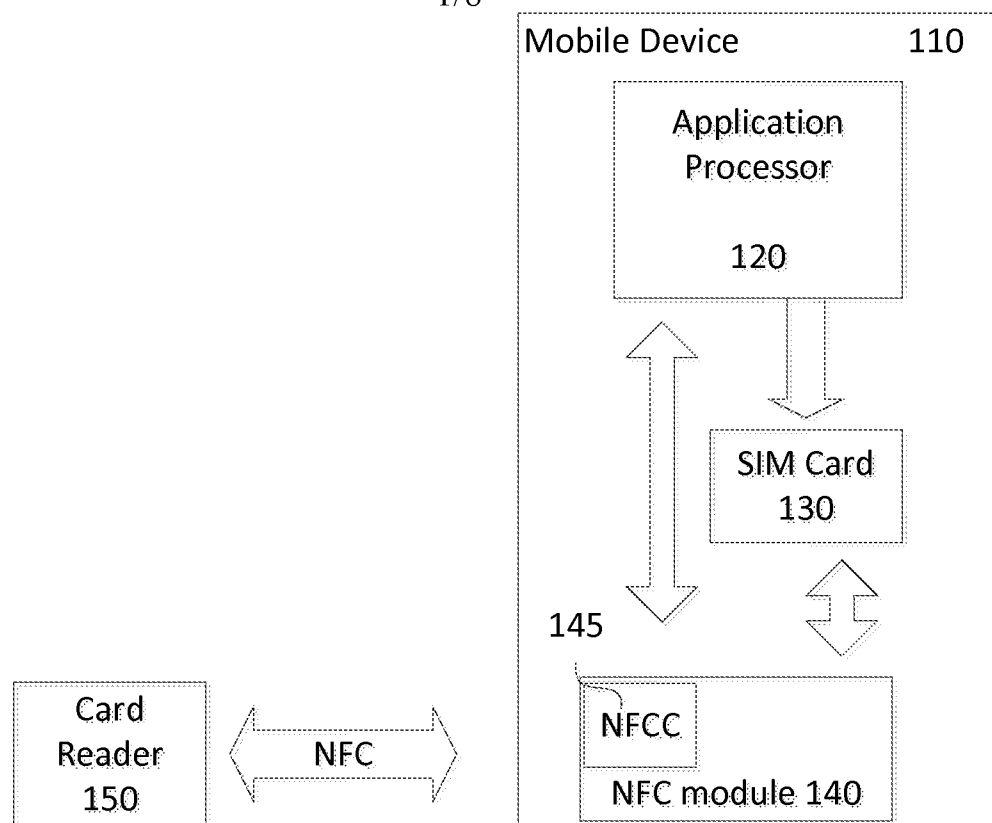 Mobile Device 110
Application
Processor
120
SIM Card
130
145
NFCC
NFC module 140
Card
Reader
150
NFC